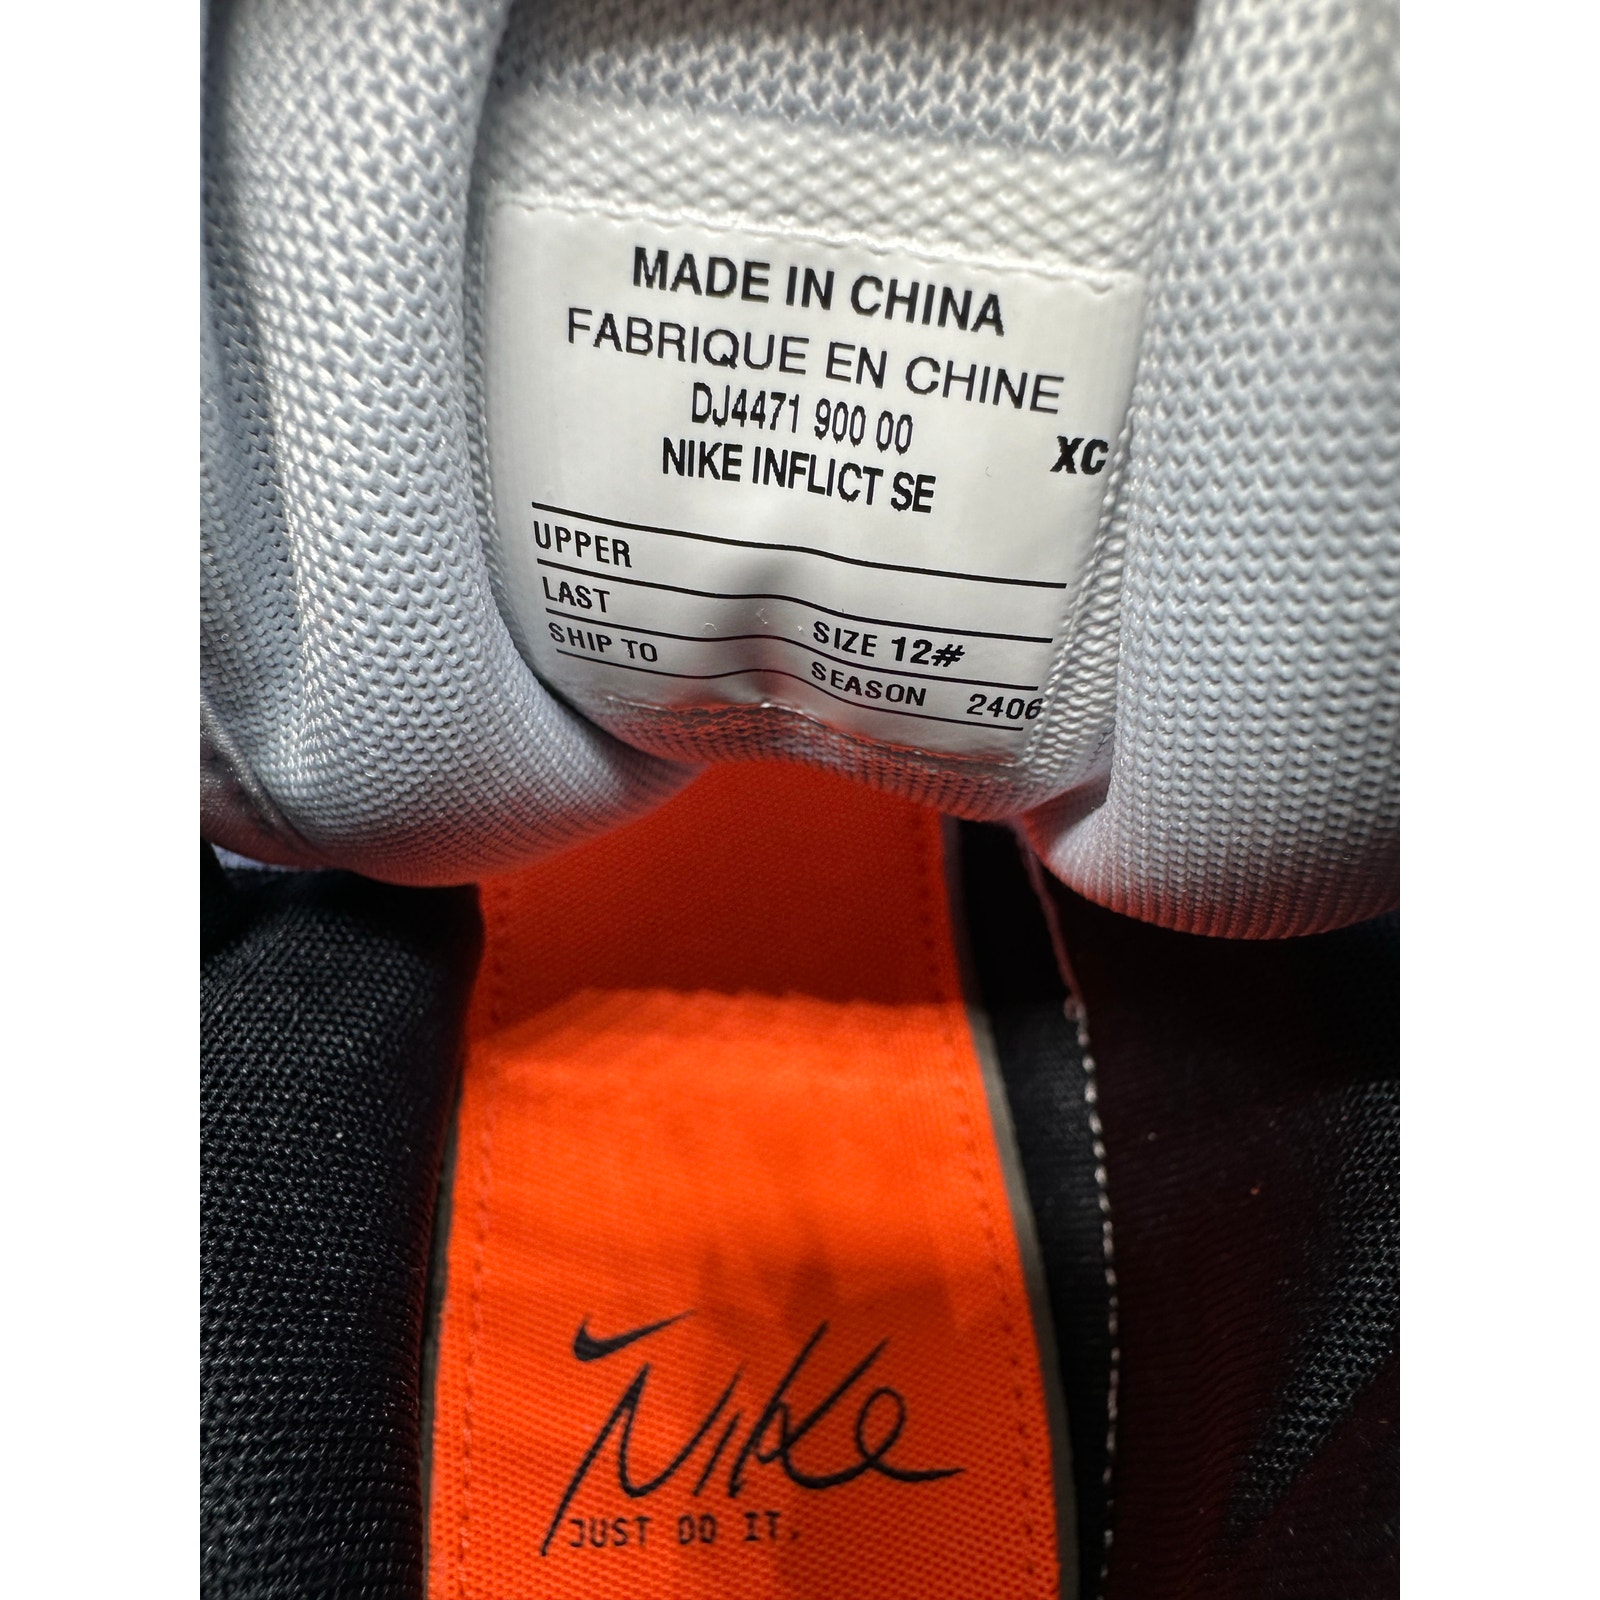 MADE IN CHINA
FABRIQUE EN CHINE
DJ4471 900 00
XC
NIKE INFLICT SE
UPPER
LAST
SIZE 12#
SHIP TO
SEASON 2406
Nike
JUST DO IT.